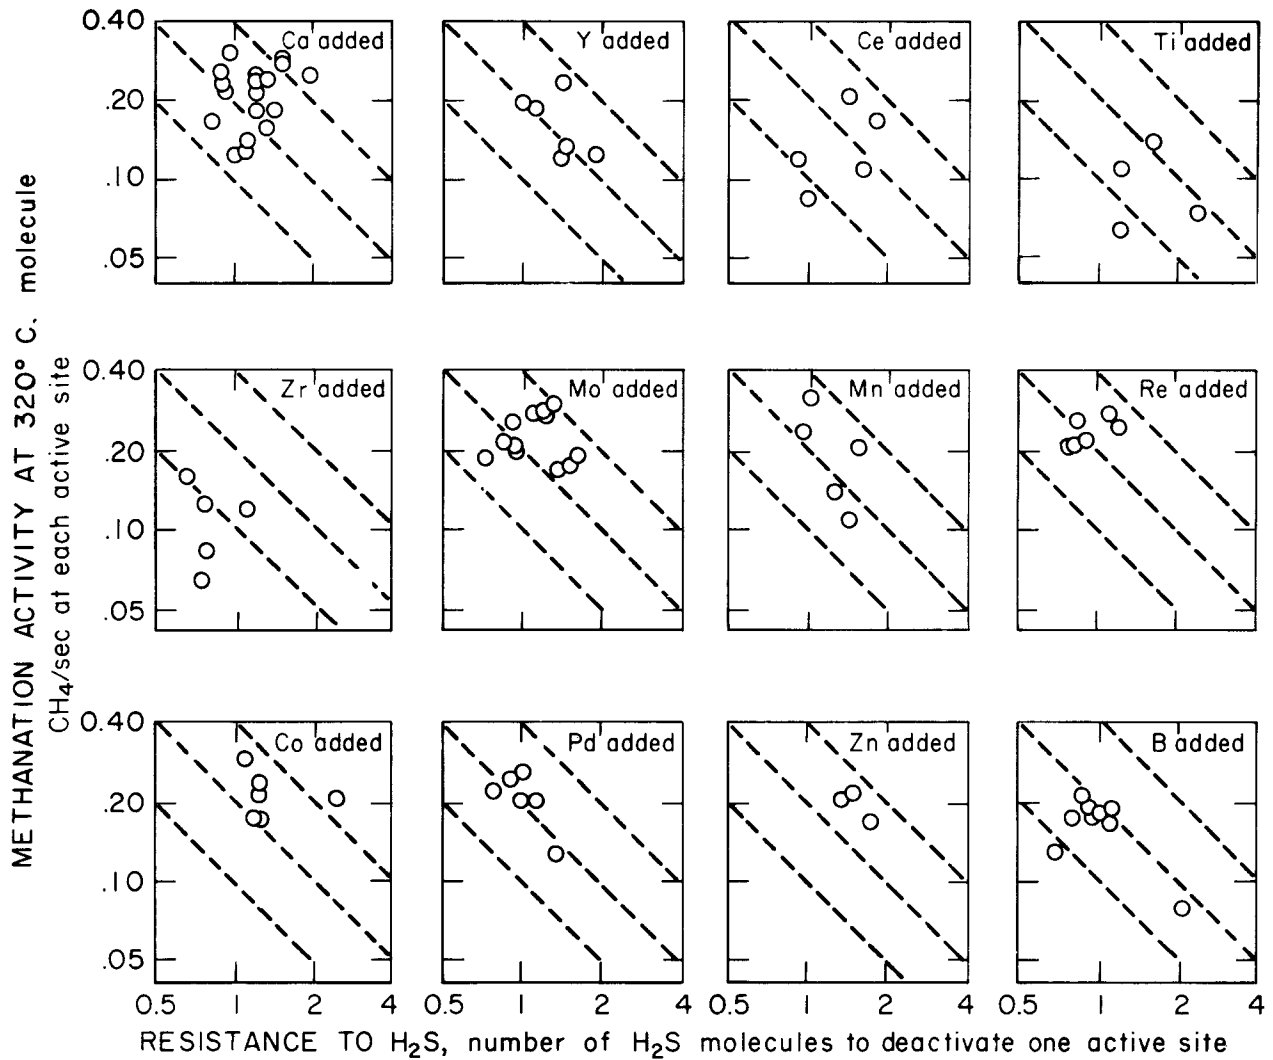 METHANATION ACTIVITY AT 320° C. molecule
CH₄/sec at each active site
0.40
0.20
.10
.05
Ca added
Y added
Ce added
Ti added
0.40
.20
.10
.05
Zr added
Mo added
Mn added
Re added
0.40
.20
.10
.05
Co added
Pd added
Zn added
B added
0.5 1 2 4 1 2 4 0.5 1 2 4 0.5 1 2 4
RESISTANCE TO H₂S, number of H₂S molecules to deactivate one active site